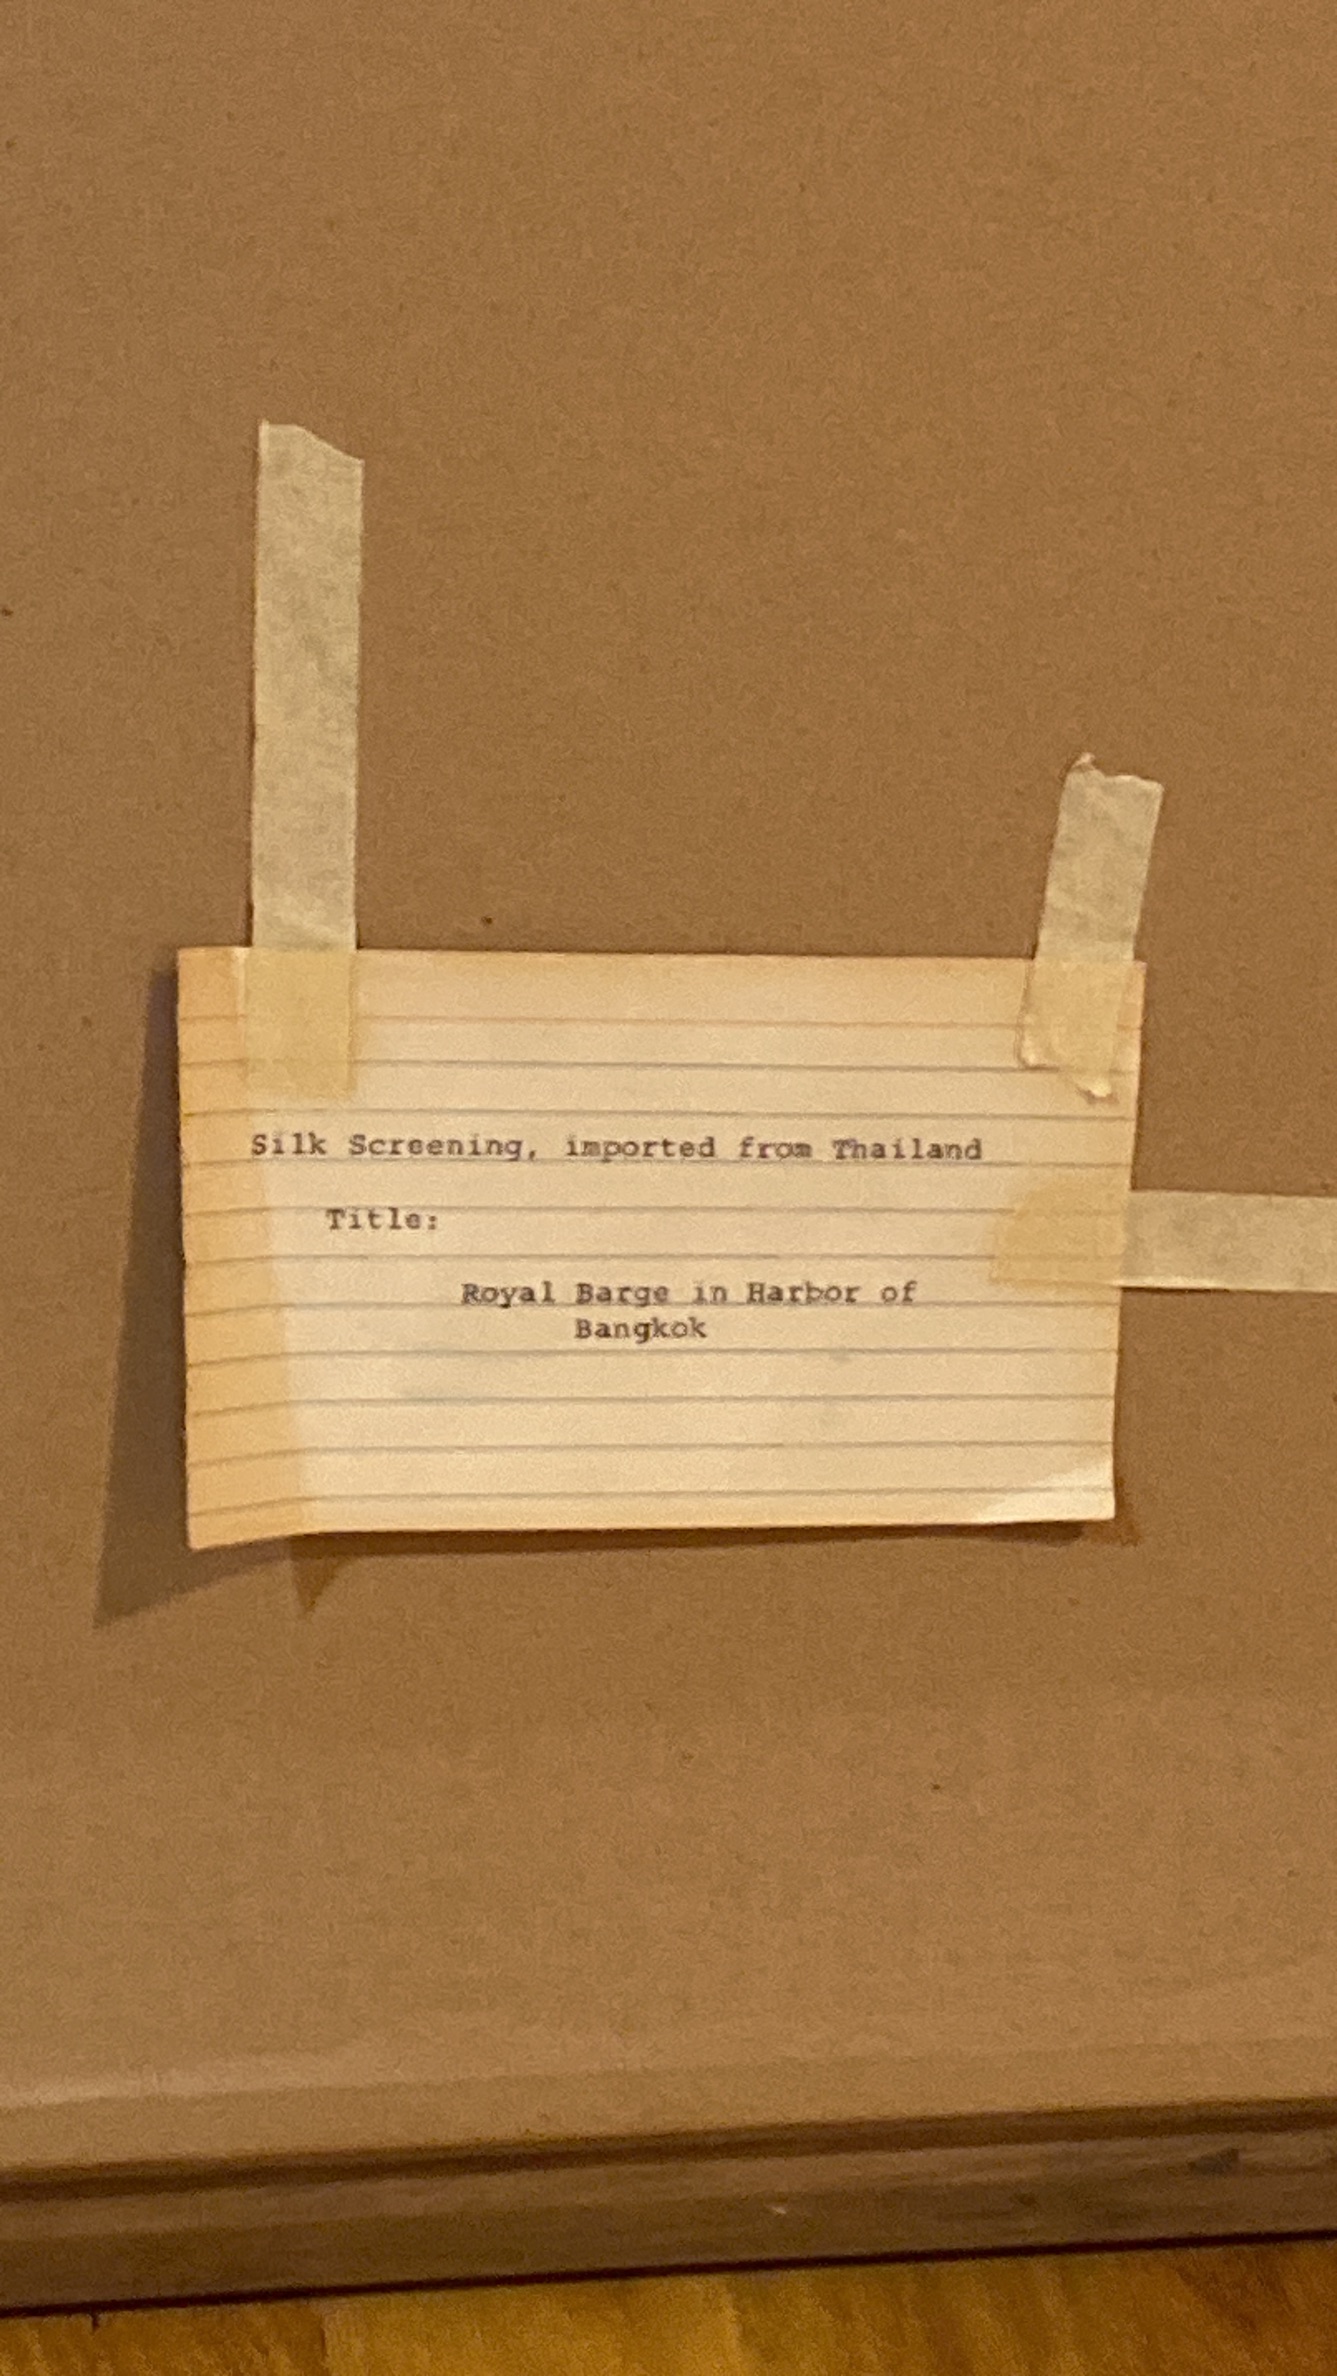 Silk Screening, imported from Thailand
Title:
Royal Barge in Harbor of
Bangkok